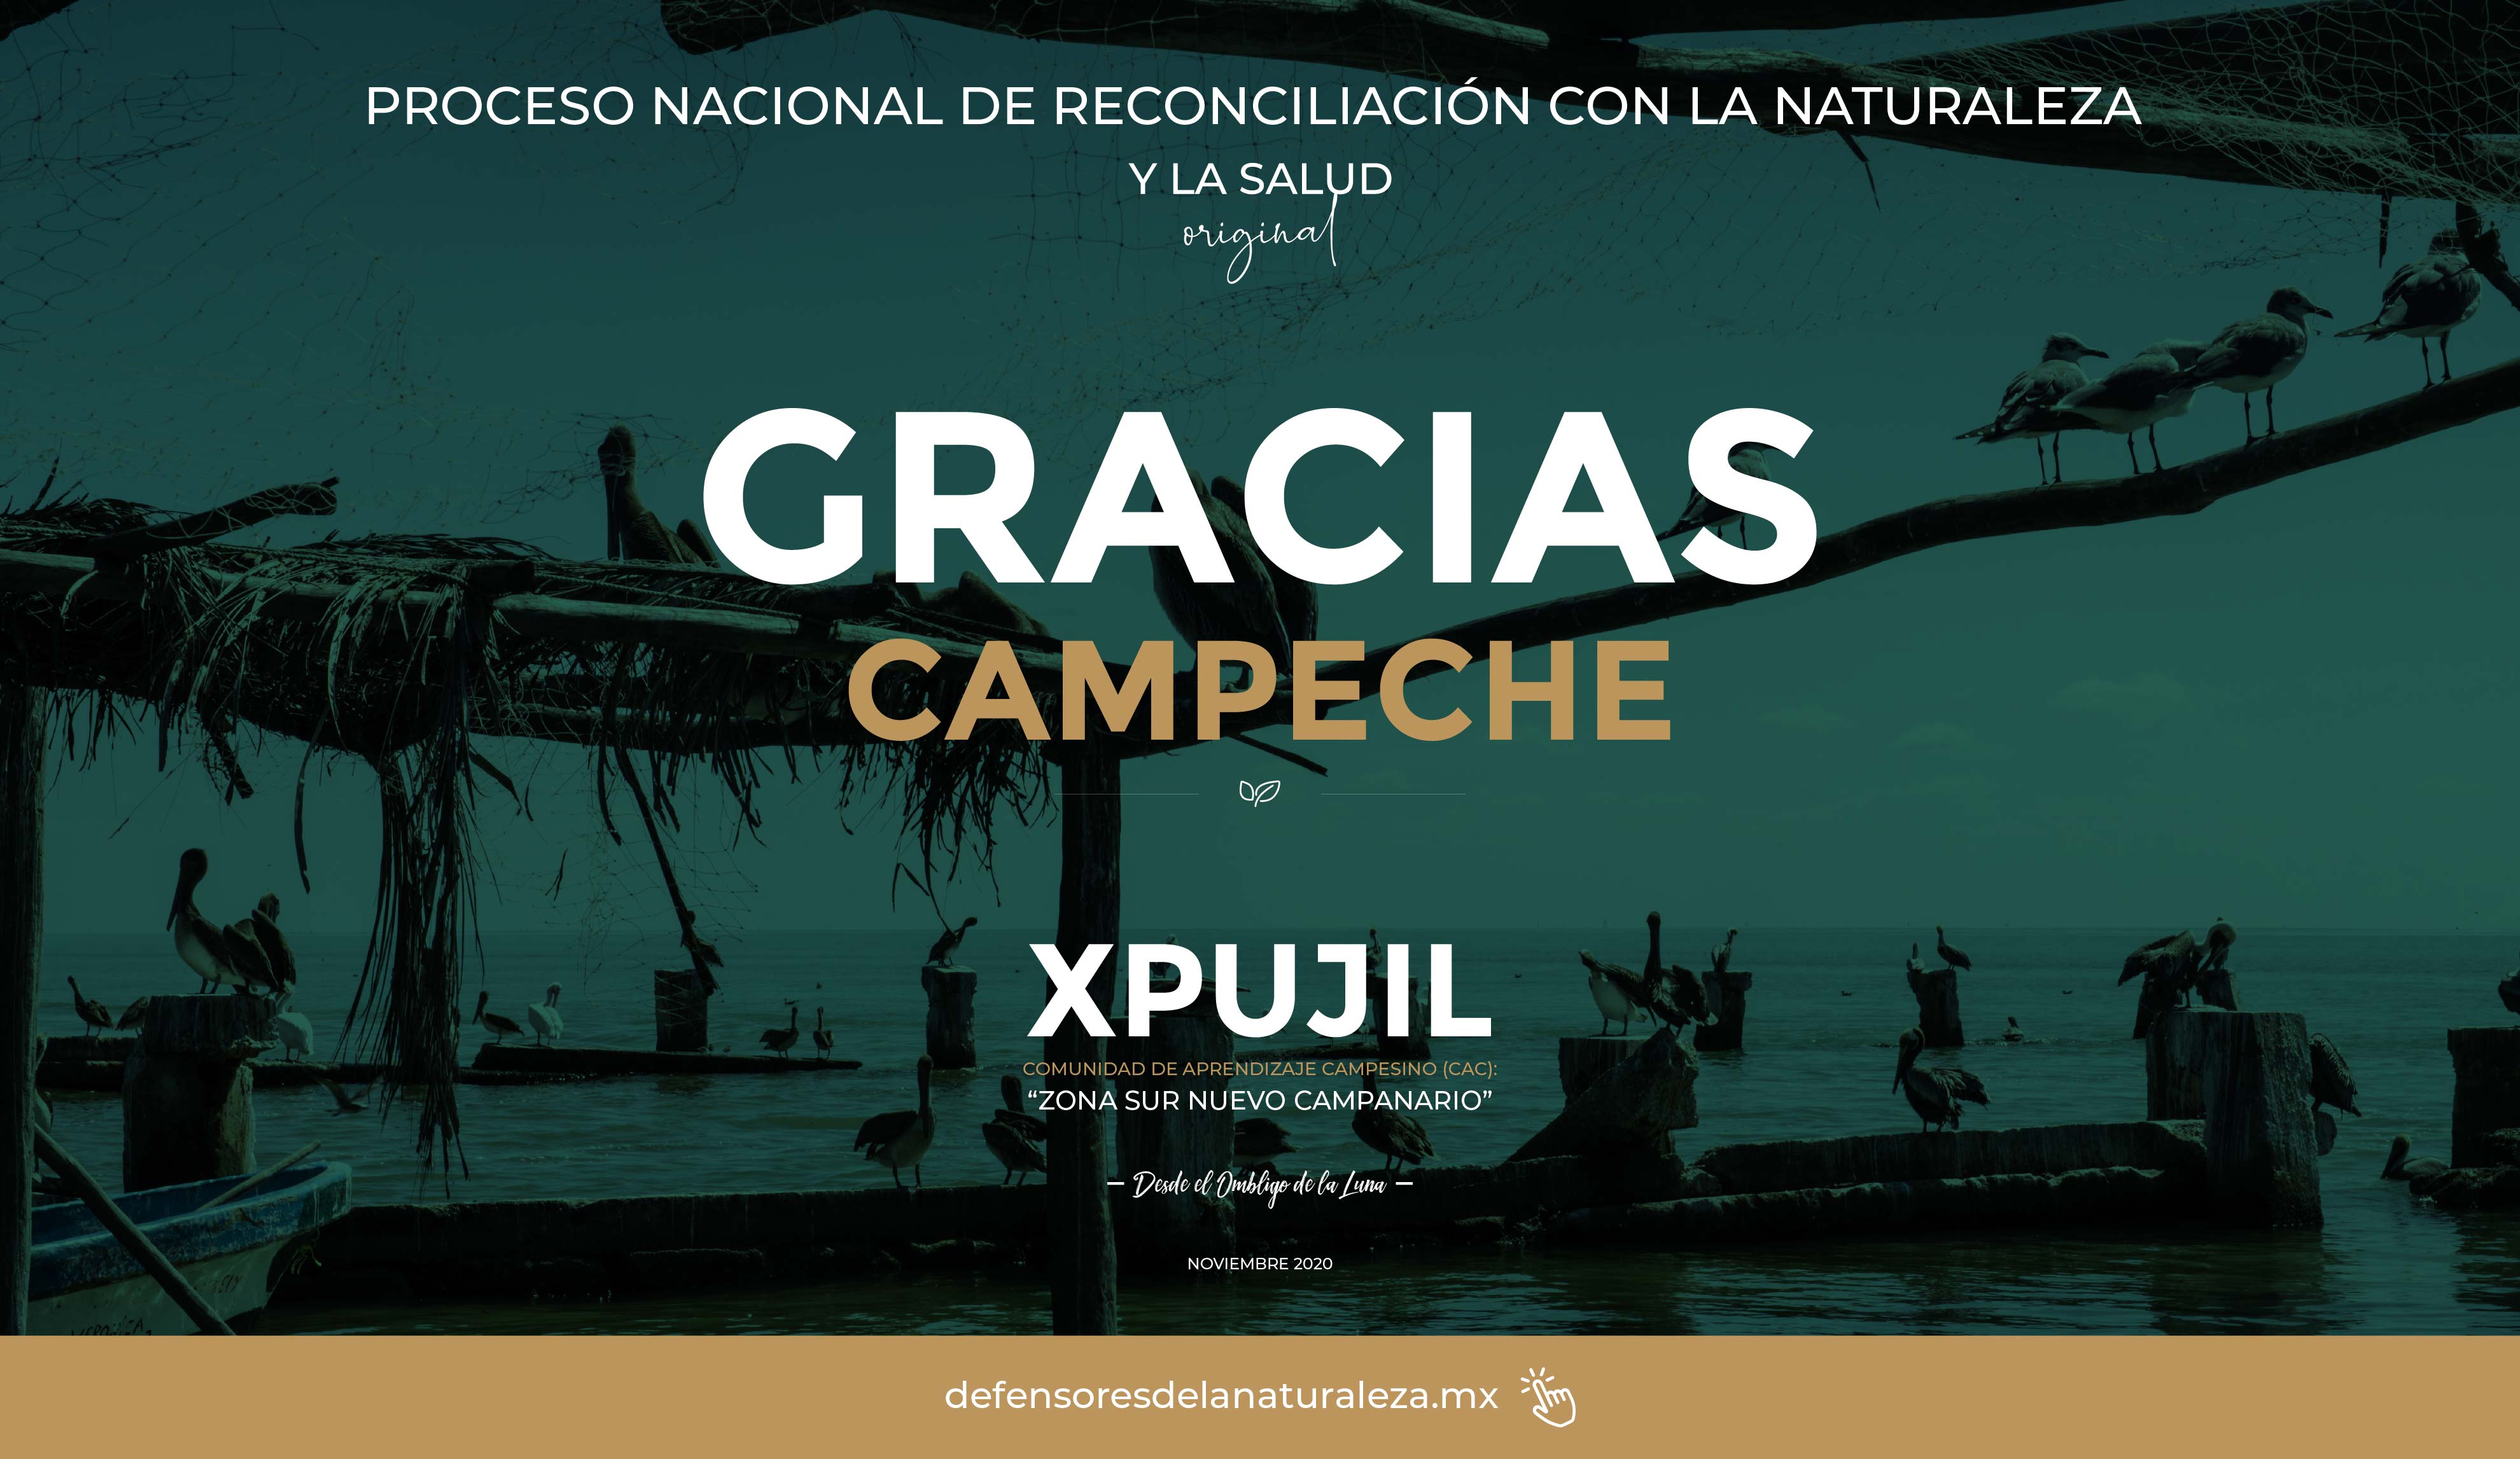 PROCESO NACIONAL DE RECONCILIACIÓN CON LA NATURALEZA
Y LA SALUD
original
GRACIAS
CAMPECHE
XPUJIL
COMUNIDAD DE APRENDIZAJE CAMPESINO (CAC):
“ZONA SUR NUEVO CAMPANARIO”
– Desde el Ombligo de la Luna –
NOVIEMBRE 2020
defensoresdelanaturaleza.mx